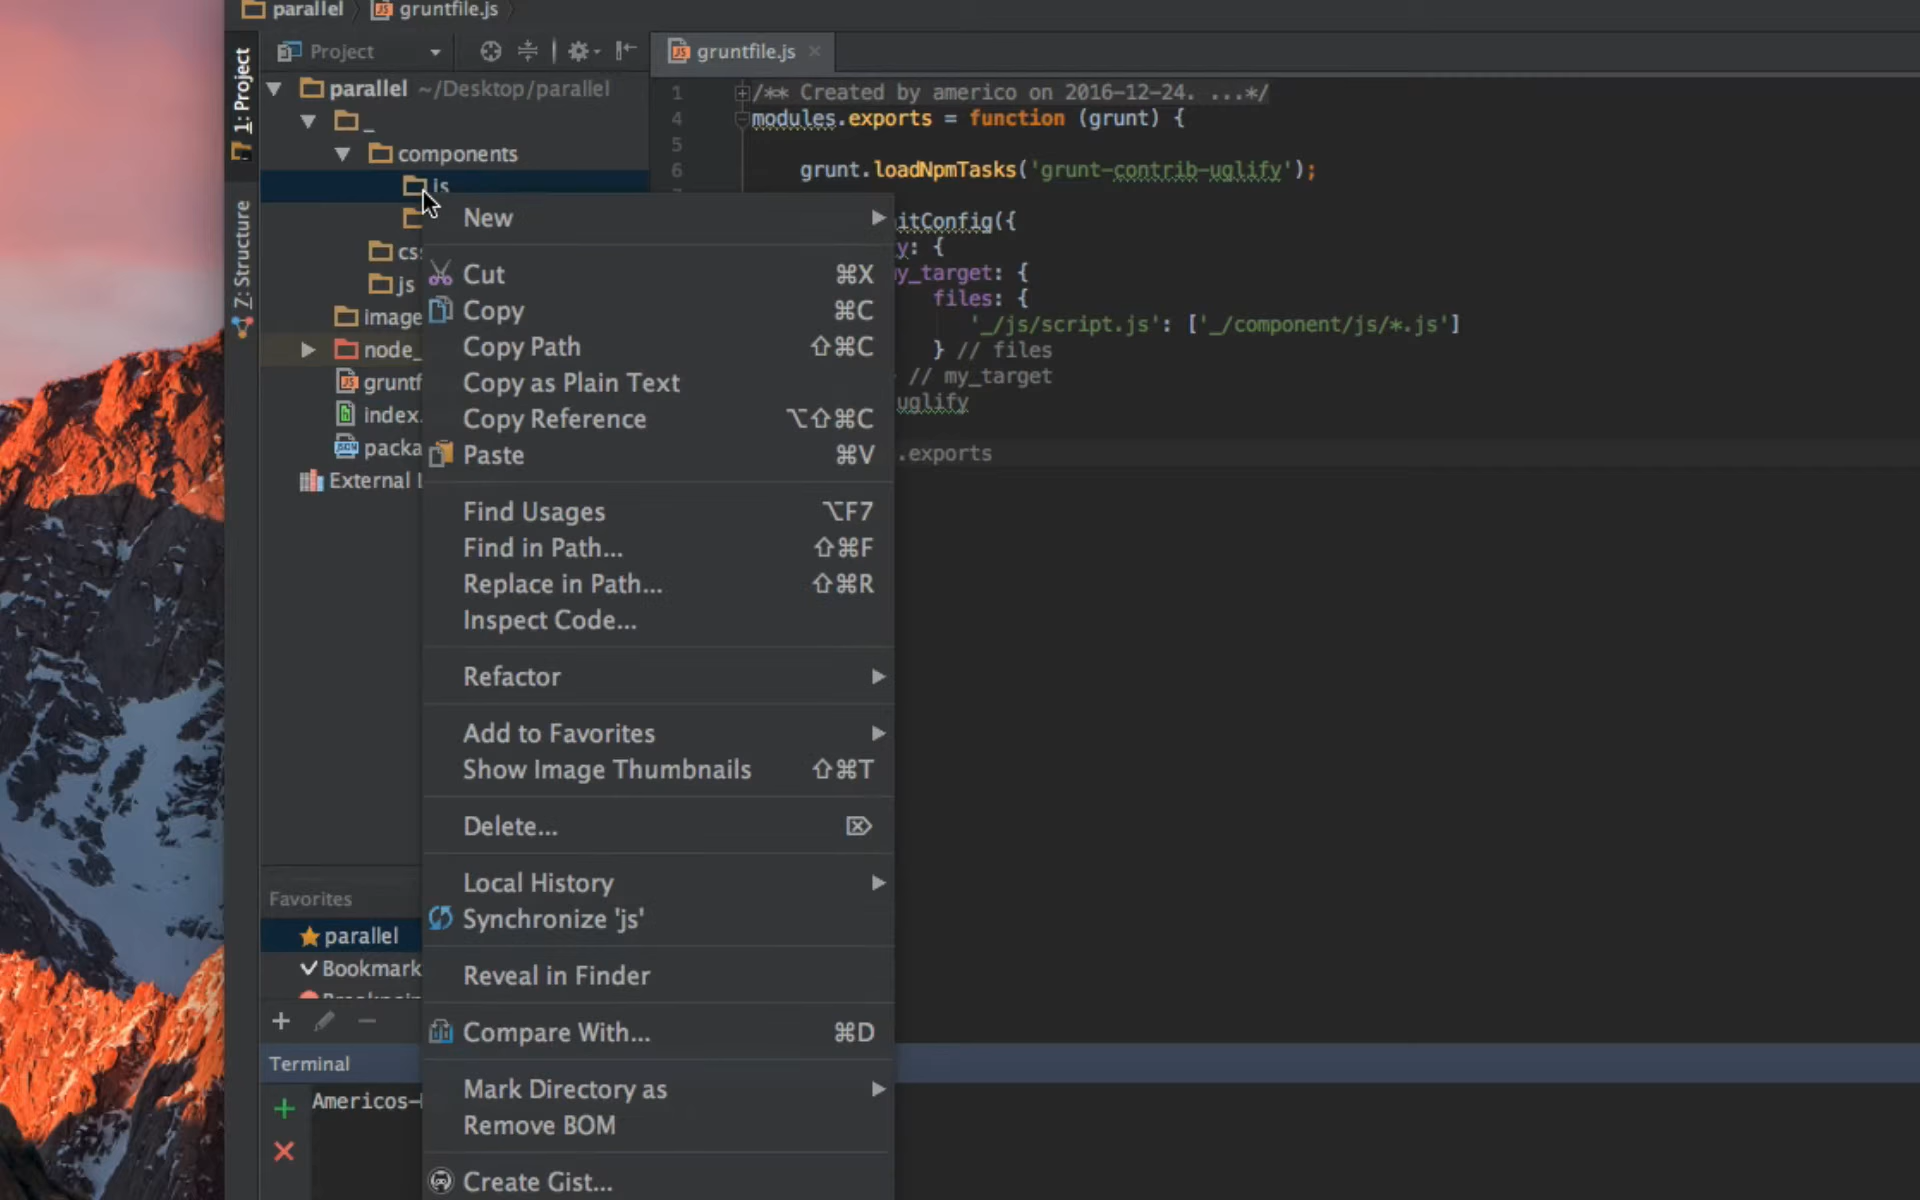 parallel gruntfile.js
1: Project
7: Structure
Project
gruntfile.js
parallel ~/Desktop/parallel
_
components
js
js
image
node_
gruntf
index.
packa
External
1 /** Created by americo on 2016-12-24. ...*/
4 modules.exports = function (grunt) {
5
6 grunt.loadNpmTasks('grunt-contrib-uglify');
itConfig({
y: {
y_target: {
files: {
'_/js/script.js': ['_/component/js/*.js']
} // files
// my_target
uglify
.exports
New
Cut ⌘X
Copy ⌘C
Copy Path ⇧⌘C
Copy as Plain Text
Copy Reference ⌥⇧⌘C
Paste ⌘V
Find Usages ⌥F7
Find in Path... ⇧⌘F
Replace in Path... ⇧⌘R
Inspect Code...
Refactor
Add to Favorites
Show Image Thumbnails ⇧⌘T
Delete... ⌦
Local History
Synchronize 'js'
Reveal in Finder
Compare With... ⌘D
Mark Directory as
Remove BOM
Create Gist...
Favorites
parallel
Bookmark
Terminal
Americos-